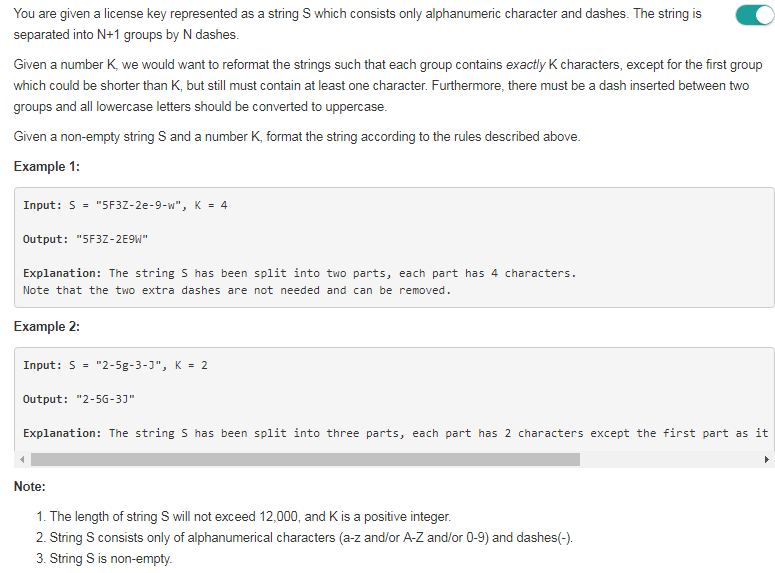 You are given a license key represented as a string S which consists only alphanumeric character and dashes. The string is
separated into N+1 groups by N dashes.
Given a number K, we would want to reformat the strings such that each group contains exactly K characters, except for the first group
which could be shorter than K, but still must contain at least one character. Furthermore, there must be a dash inserted between two
groups and all lowercase letters should be converted to uppercase.
Given a non-empty string S and a number K, format the string according to the rules described above.
Example 1:
Input: S = "5F3Z-2e-9-w", K = 4
Output: "5F3Z-2E9W"
Explanation: The string S has been split into two parts, each part has 4 characters.
Note that the two extra dashes are not needed and can be removed.
Example 2:
Input: S = "2-5g-3-J", K = 2
Output: "2-5G-3J"
Explanation: The string S has been split into three parts, each part has 2 characters except the first part as it
Note:
1. The length of string S will not exceed 12,000, and K is a positive integer.
2. String S consists only of alphanumerical characters (a-z and/or A-Z and/or 0-9) and dashes(-).
3. String S is non-empty.